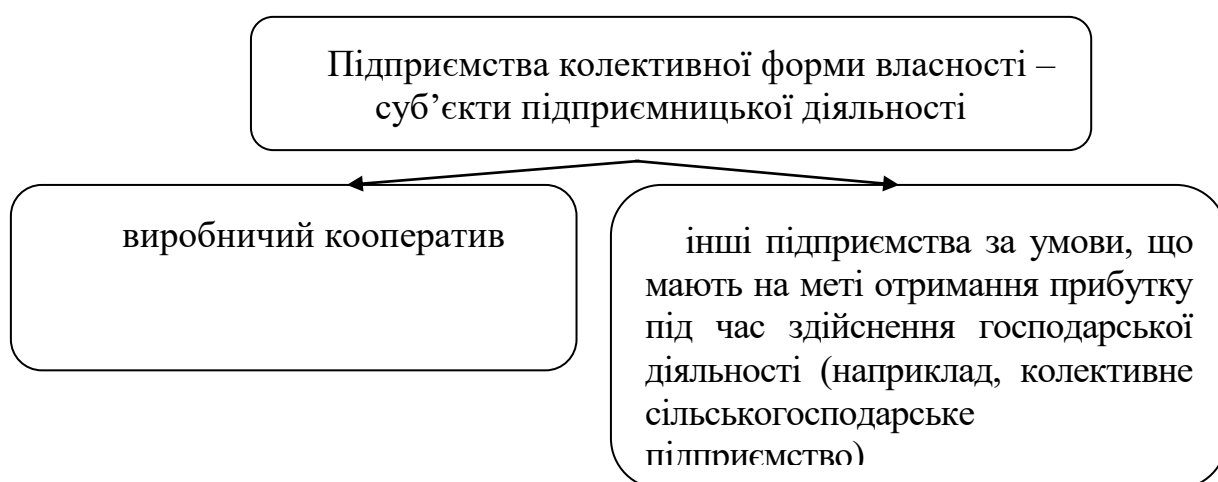 Підприємства колективної форми власності –
суб’єкти підприємницької діяльності
виробничий кооператив
інші підприємства за умови, що
мають на меті отримання прибутку
під час здійснення господарської
діяльності (наприклад, колективне
сільськогосподарське
підприємство)